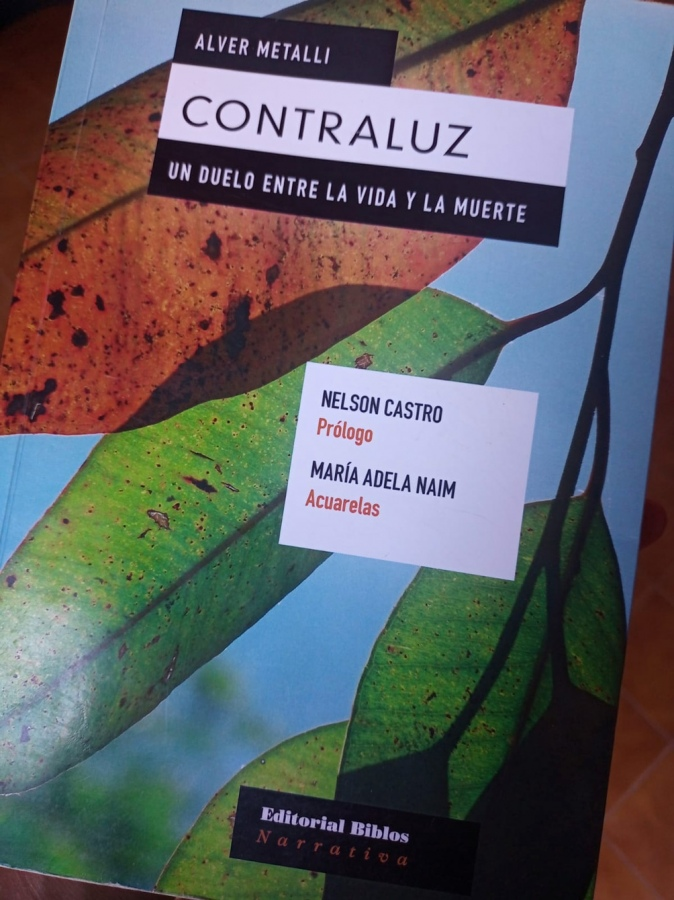 ALVER METALLI
CONTRALUZ
UN DUELO ENTRE LA VIDA Y LA MUERTE
NELSON CASTRO
Prólogo
MARÍA ADELA NAIM
Acuarelas
Editorial Biblos
Narrativa